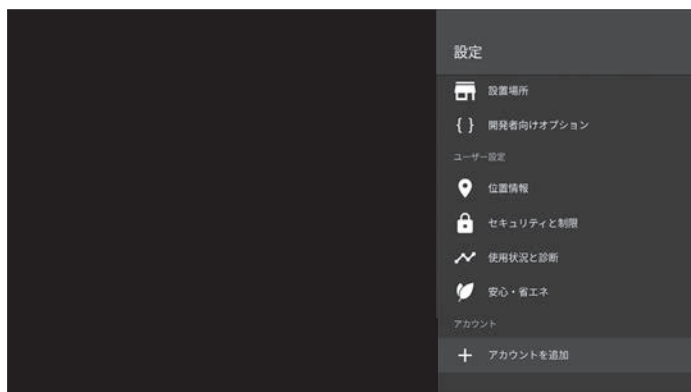 設定
設置場所
{ } 開発者向けオプション
ユーザー設定
位置情報
セキュリティと制限
使用状況と診断
安心・省エネ
アカウント
アカウントを追加